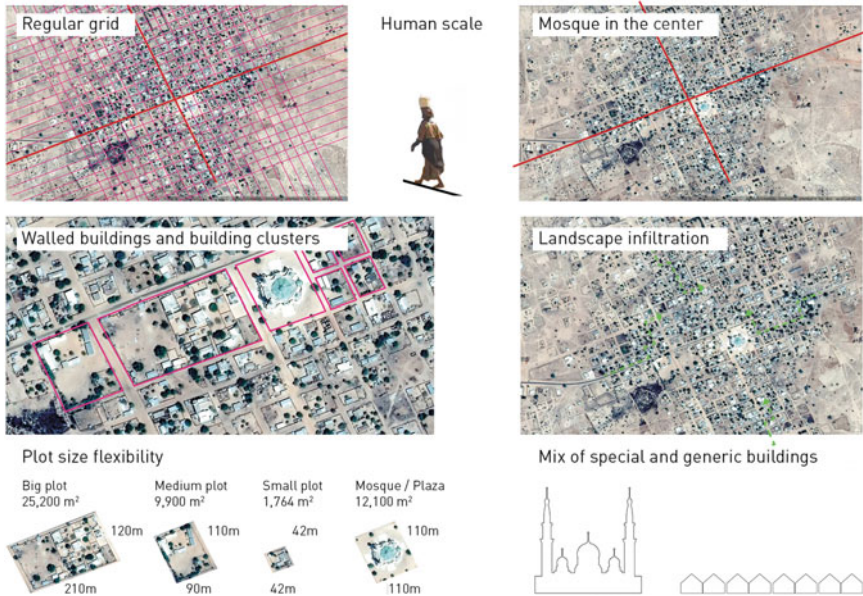 Regular grid
Human scale
Mosque in the center
Walled buildings and building clusters
Landscape infiltration
Plot size flexibility
Big plot
25,200 m²
120m
210m
Medium plot
9,900 m²
110m
90m
Small plot
1,764 m²
42m
42m
Mosque / Plaza
12,100 m²
110m
110m
Mix of special and generic buildings